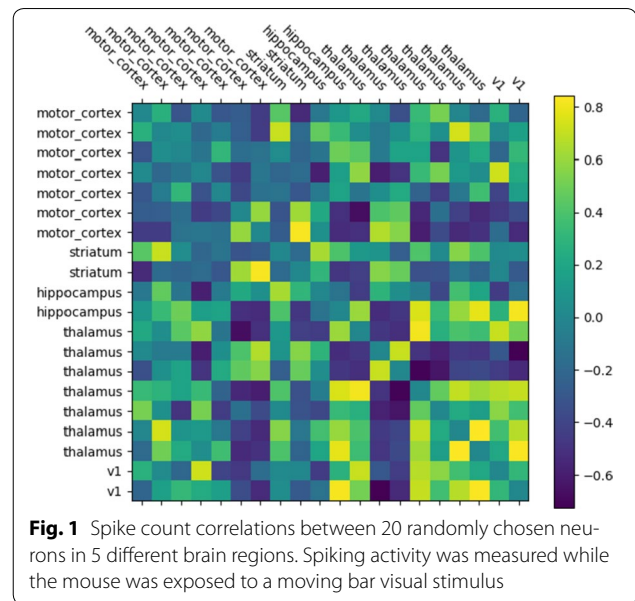 motor_cortex
motor_cortex
motor_cortex
motor_cortex
motor_cortex
motor_cortex
motor_cortex
striatum
striatum
hippocampus
hippocampus
thalamus
thalamus
thalamus
thalamus
thalamus
thalamus
thalamus
v1
v1
motor_cortex
motor_cortex
motor_cortex
motor_cortex
motor_cortex
motor_cortex
motor_cortex
striatum
striatum
hippocampus
hippocampus
thalamus
thalamus
thalamus
thalamus
thalamus
thalamus
thalamus
v1
v1
0.8
0.6
0.4
0.2
0.0
−0.2
−0.4
−0.6
Fig. 1 Spike count correlations between 20 randomly chosen neu-
rons in 5 different brain regions. Spiking activity was measured while
the mouse was exposed to a moving bar visual stimulus